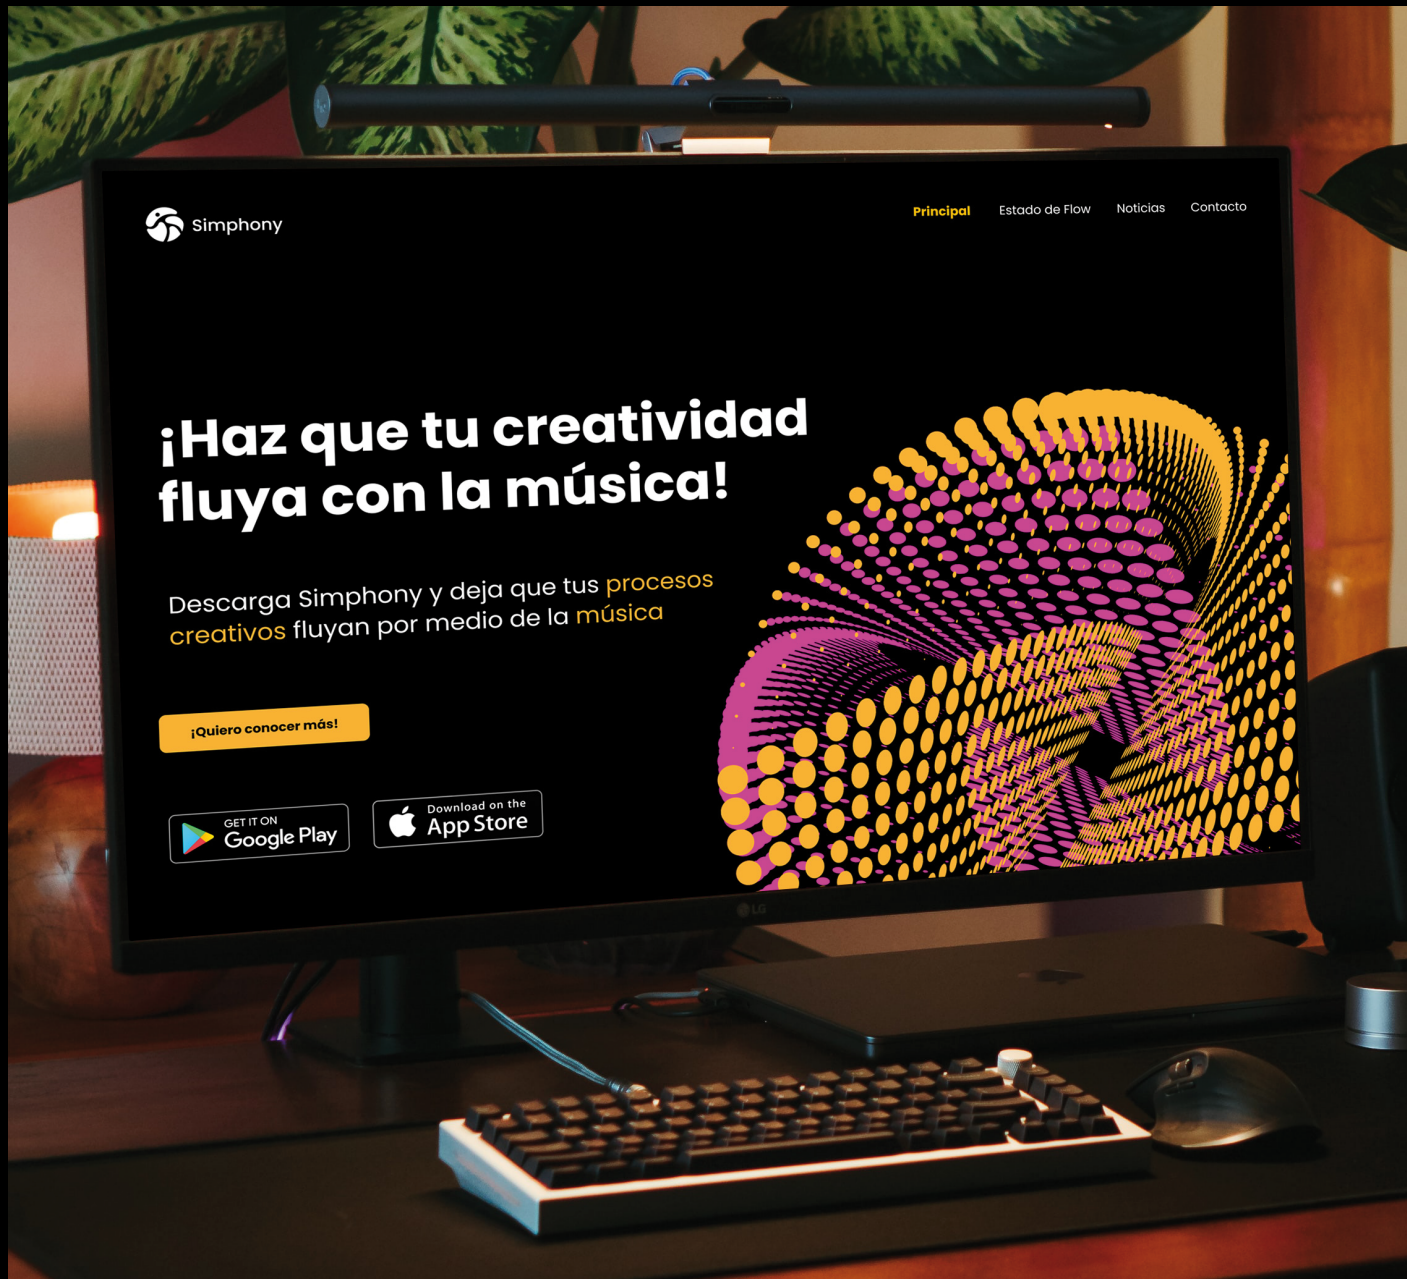 Simphony
Principal Estado de Flow Noticias Contacto
¡Haz que tu creatividad
fluya con la música!
Descarga Simphony y deja que tus procesos
creativos fluyan por medio de la música
¡Quiero conocer más!
GET IT ON
Google Play
Download on the
App Store
LG